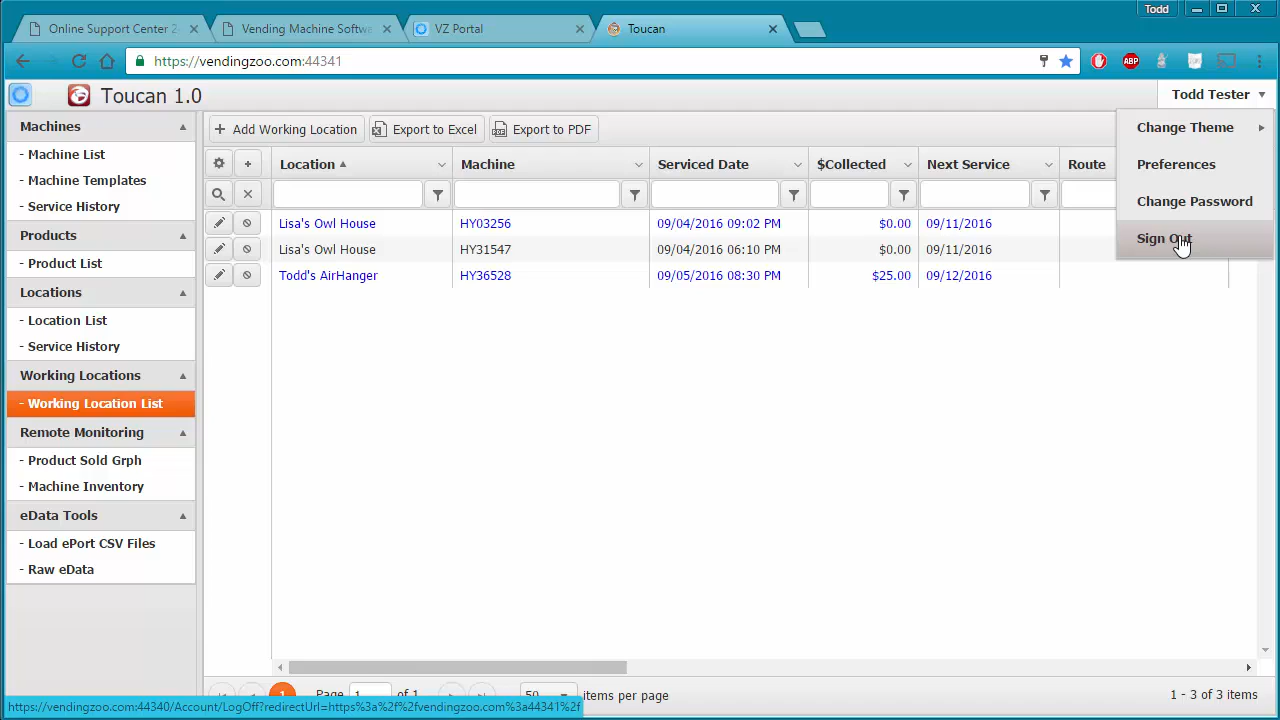 Todd
Online Support Center 2
Vending Machine Softw
VZ Portal
Toucan
https://vendingzoo.com:44341
ABP
Toucan 1.0
Todd Tester
Change Theme
Preferences
Change Password
Sign Out
Machines
- Machine List
- Machine Templates
- Service History
Products
- Product List
Locations
- Location List
- Service History
Working Locations
- Working Location List
Remote Monitoring
- Product Sold Grph
- Machine Inventory
eData Tools
- Load ePort CSV Files
- Raw eData
+ Add Working Location Export to Excel Export to PDF
Location Machine Serviced Date $Collected Next Service Route
Lisa's Owl House HY03256 09/04/2016 09:02 PM $0.00 09/11/2016
Lisa's Owl House HY31547 09/04/2016 06:10 PM $0.00 09/11/2016
Todd's AirHanger HY36528 09/05/2016 08:30 PM $25.00 09/12/2016
1 Page 1 of 1 50 items per page 1 - 3 of 3 items
https://vendingzoo.com:44340/Account/LogOff?redirectUrl=https%3a%2f%2fvendingzoo.com%3a44341%2f